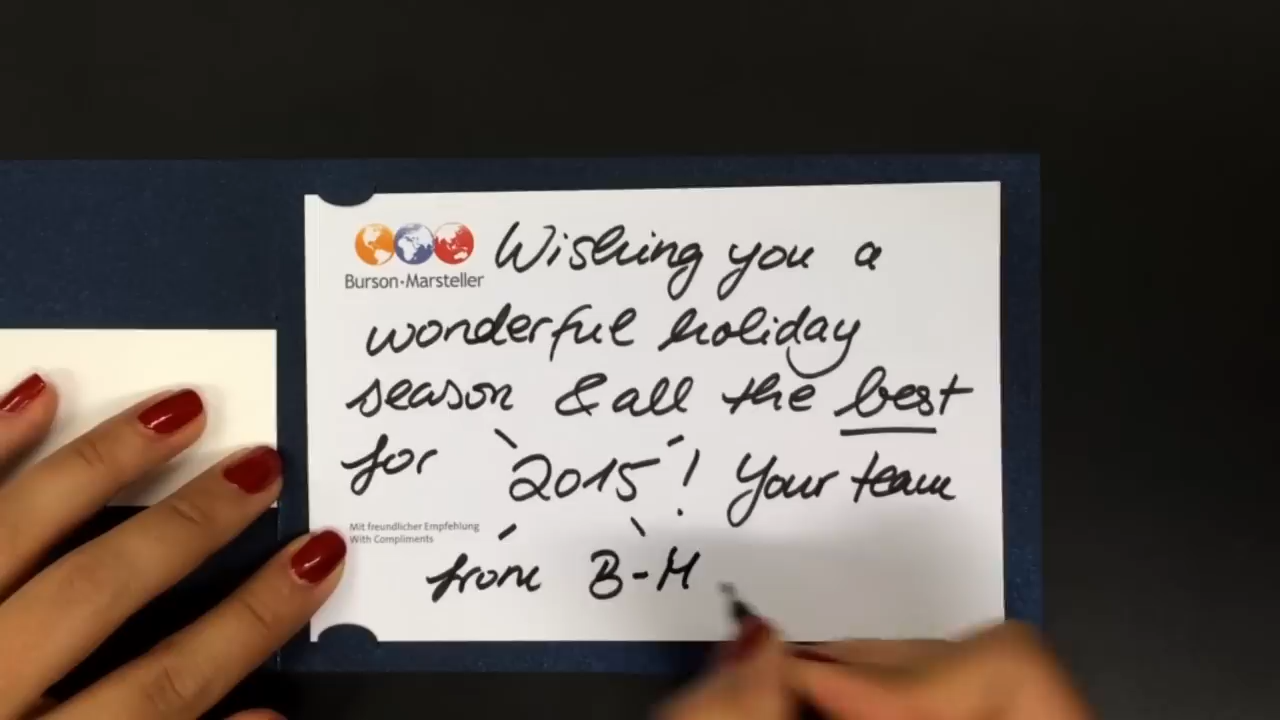 Wishing you a
Burson•Marsteller
wonderful holiday
season & all the best
for 2015! Your team
Mit freundlicher Empfehlung
With Compliments
from B-M